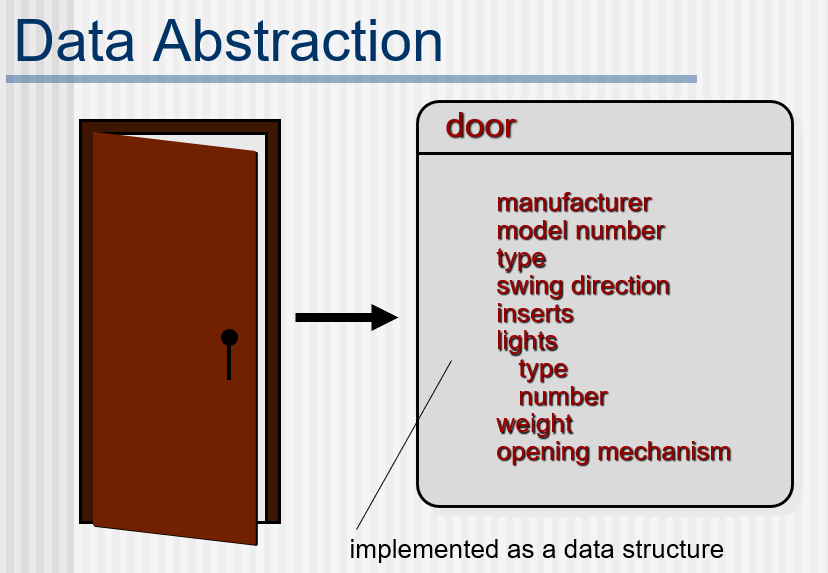 Data Abstraction
door
manufacturer
model number
type
swing direction
inserts
lights
type
number
weight
opening mechanism
implemented as a data structure